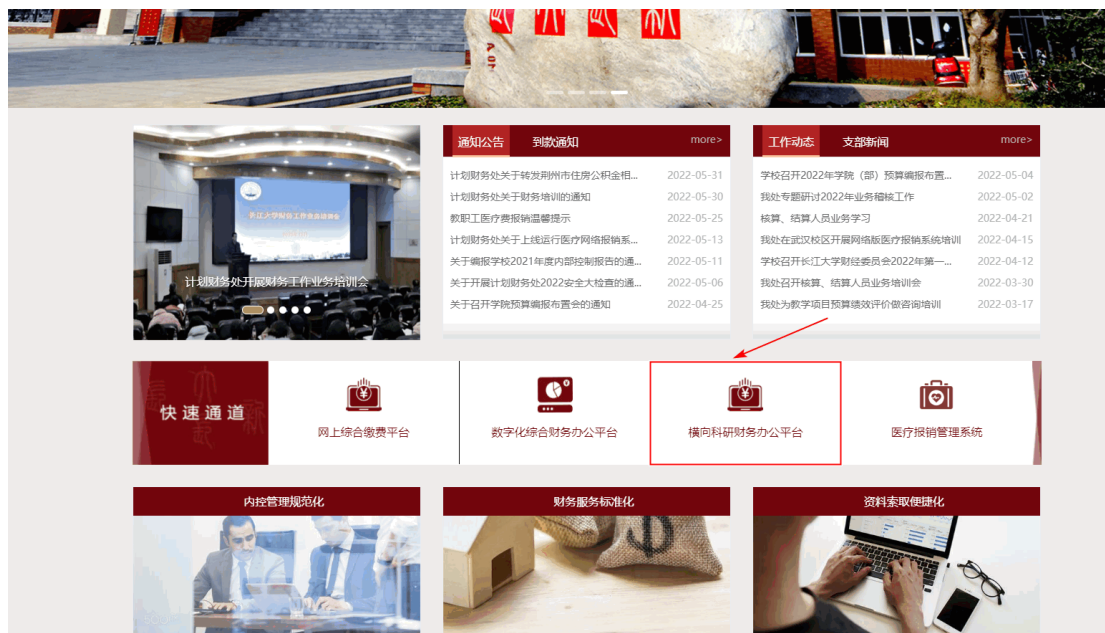 通知公告
到款通知
more>
计划财务处关于转发荆州市住房公积金相... 2022-05-31
计划财务处关于财务培训的通知 2022-05-30
教职工医疗费报销温馨提示 2022-05-25
计划财务处关于上线运行医疗网络报销系... 2022-05-13
关于编报学校2021年度内部控制报告的通... 2022-05-11
关于开展计划财务处2022安全大检查的通... 2022-05-06
关于召开学院预算编报布置会的通知 2022-04-25
工作动态
支部新闻
more>
学校召开2022年学院（部）预算编报布置... 2022-05-04
我处专题研讨2022年业务稽核工作 2022-05-02
核算、结算人员业务学习 2022-04-21
我处在武汉校区开展网络版医疗报销系统培训 2022-04-15
学校召开长江大学财经委员会2022年第一... 2022-04-12
我处召开核算、结算人员业务培训会 2022-03-30
我处为教学项目预算绩效评价做咨询培训 2022-03-17
计划财务处开展财务工作业务培训会
快速通道
网上综合缴费平台
数字化综合财务办公平台
横向科研财务办公平台
医疗报销管理系统
内控管理规范化
财务服务标准化
资料索取便捷化